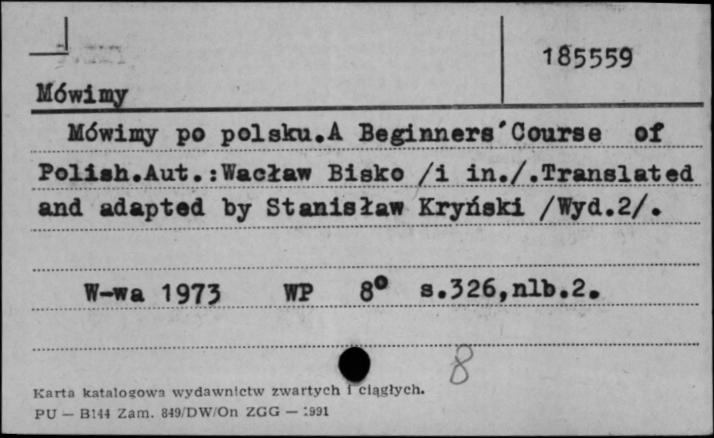 185559
Mówimy
Mówimy po polsku.A Beginners´Course of
Polish.Aut.:Wacław Bisko /i in./.Translated
and adapted by Stanisław Kryński /Wyd.2/.
W-wa 1973 WP 8° s.326,nlb.2.
8
Karta katalogowa wydawnictw zwartych i ciągłych.
PU — B144 Zam. 849/DW/On ZGG — 1991